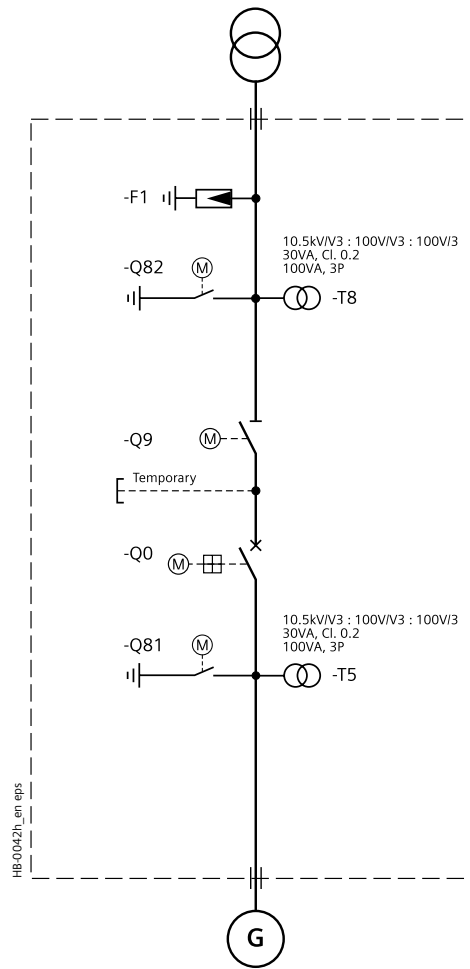 -F1
10.5kV/V3 : 100V/V3 : 100V/3
30VA, Cl. 0.2
100VA, 3P
-Q82
M
-T8
-Q9
M
Temporary
-Q0
M
10.5kV/V3 : 100V/V3 : 100V/3
30VA, Cl. 0.2
100VA, 3P
-Q81
M
-T5
HB-0042h_en eps
G